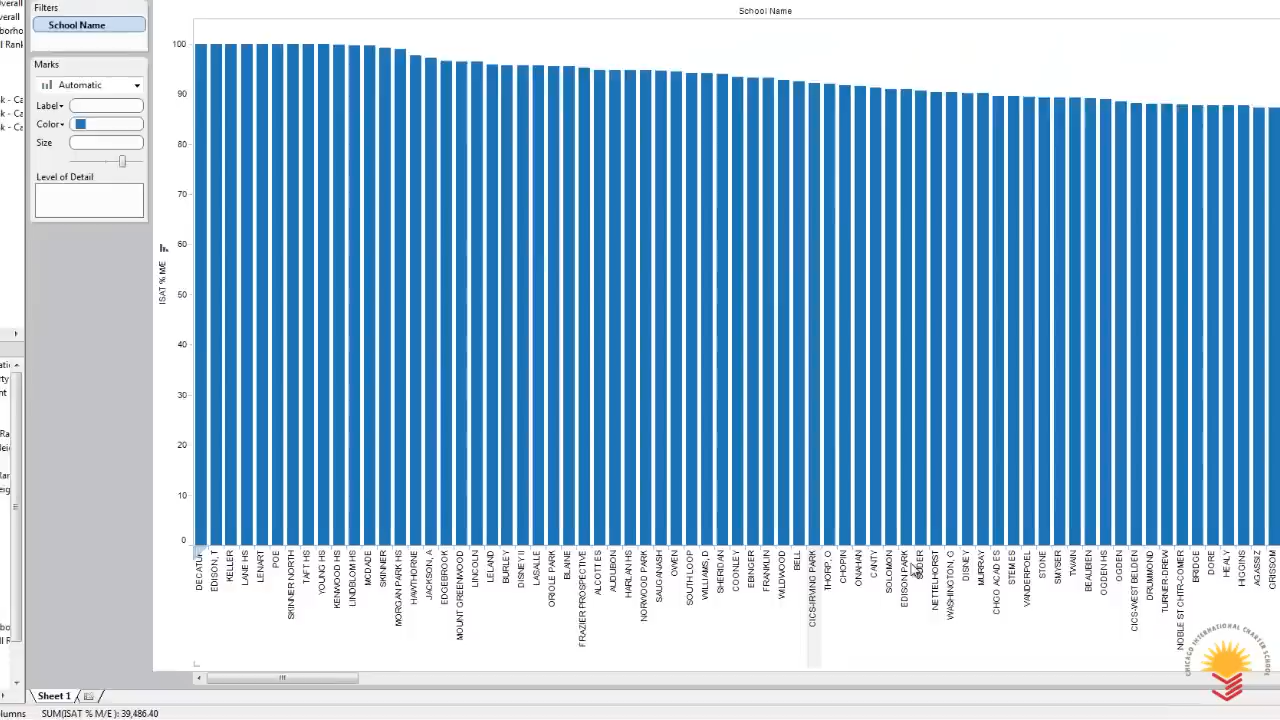 Filters
School Name
Marks
Automatic
Label
Color
Size
Level of Detail
School Name
100
90
80
70
60
50
40
30
20
10
0
ISAT % M/E
DECATUR
EDISON, T
KELLER
LANE HS
LENART
POE
SKINNER NORTH
TAFT HS
YOUNG HS
KENWOOD HS
LINDBLOM HS
MCDADE
SKINNER
MORGAN PARK HS
HAWTHORNE
JACKSON, A
EDGEBROOK
MOUNT GREENWOOD
LINCOLN
LELAND
BURLEY
DISNEY II
LASALLE
ORIOLE PARK
BLAINE
FRAZIER PROSPECTIVE
ALCOTT ES
AUDUBON
HARLAN HS
NORWOOD PARK
SAUGANASH
OWEN
SOUTH LOOP
WILLIAMS, D
SHERIDAN
COONLEY
EBINGER
FRANKLIN
WILDWOOD
BELL
CICS-IRVING PARK
THORP, O
CHOPIN
ONAHAN
CANTY
SOLOMON
EDISON PARK
NETTELHORST
WASHINGTON, G
DISNEY
MURRAY
CHGO ACAD ES
STEM ES
VANDERPOEL
STONE
SMYSER
TWAIN
BEAUBIEN
OGDEN HS
OGDEN
CICS-WEST BELDEN
DRUMMOND
TURNER-DREW
NOBLE ST CHTR-COMER
BRIDGE
DORE
HEALY
HIGGINS
AGASSIZ
ORISSOM
CHICAGO INTERNATIONAL CHARTER SCHOOL
Sheet 1
SUM(ISAT % M/E ): 39,486.40